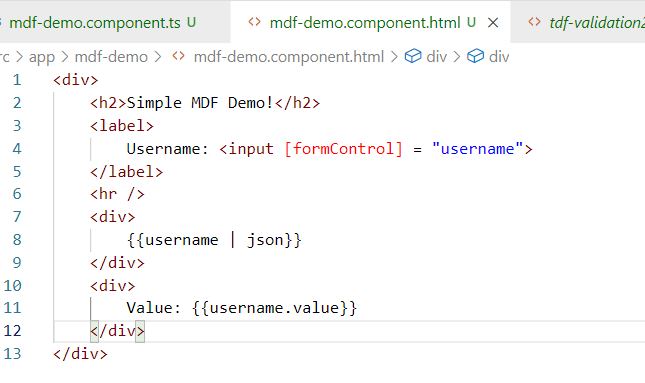 mdf-demo.component.ts U <> mdf-demo.component.html U × <> tdf-validation2
rc > app > mdf-demo > <> mdf-demo.component.html > div > div
1 <div>
2 <h2>Simple MDF Demo!</h2>
3 <label>
4 Username: <input [formControl] = "username">
5 </label>
6 <hr />
7 <div>
8 {{username | json}}
9 </div>
10 <div>
11 Value: {{username.value}}
12 </div>
13 </div>